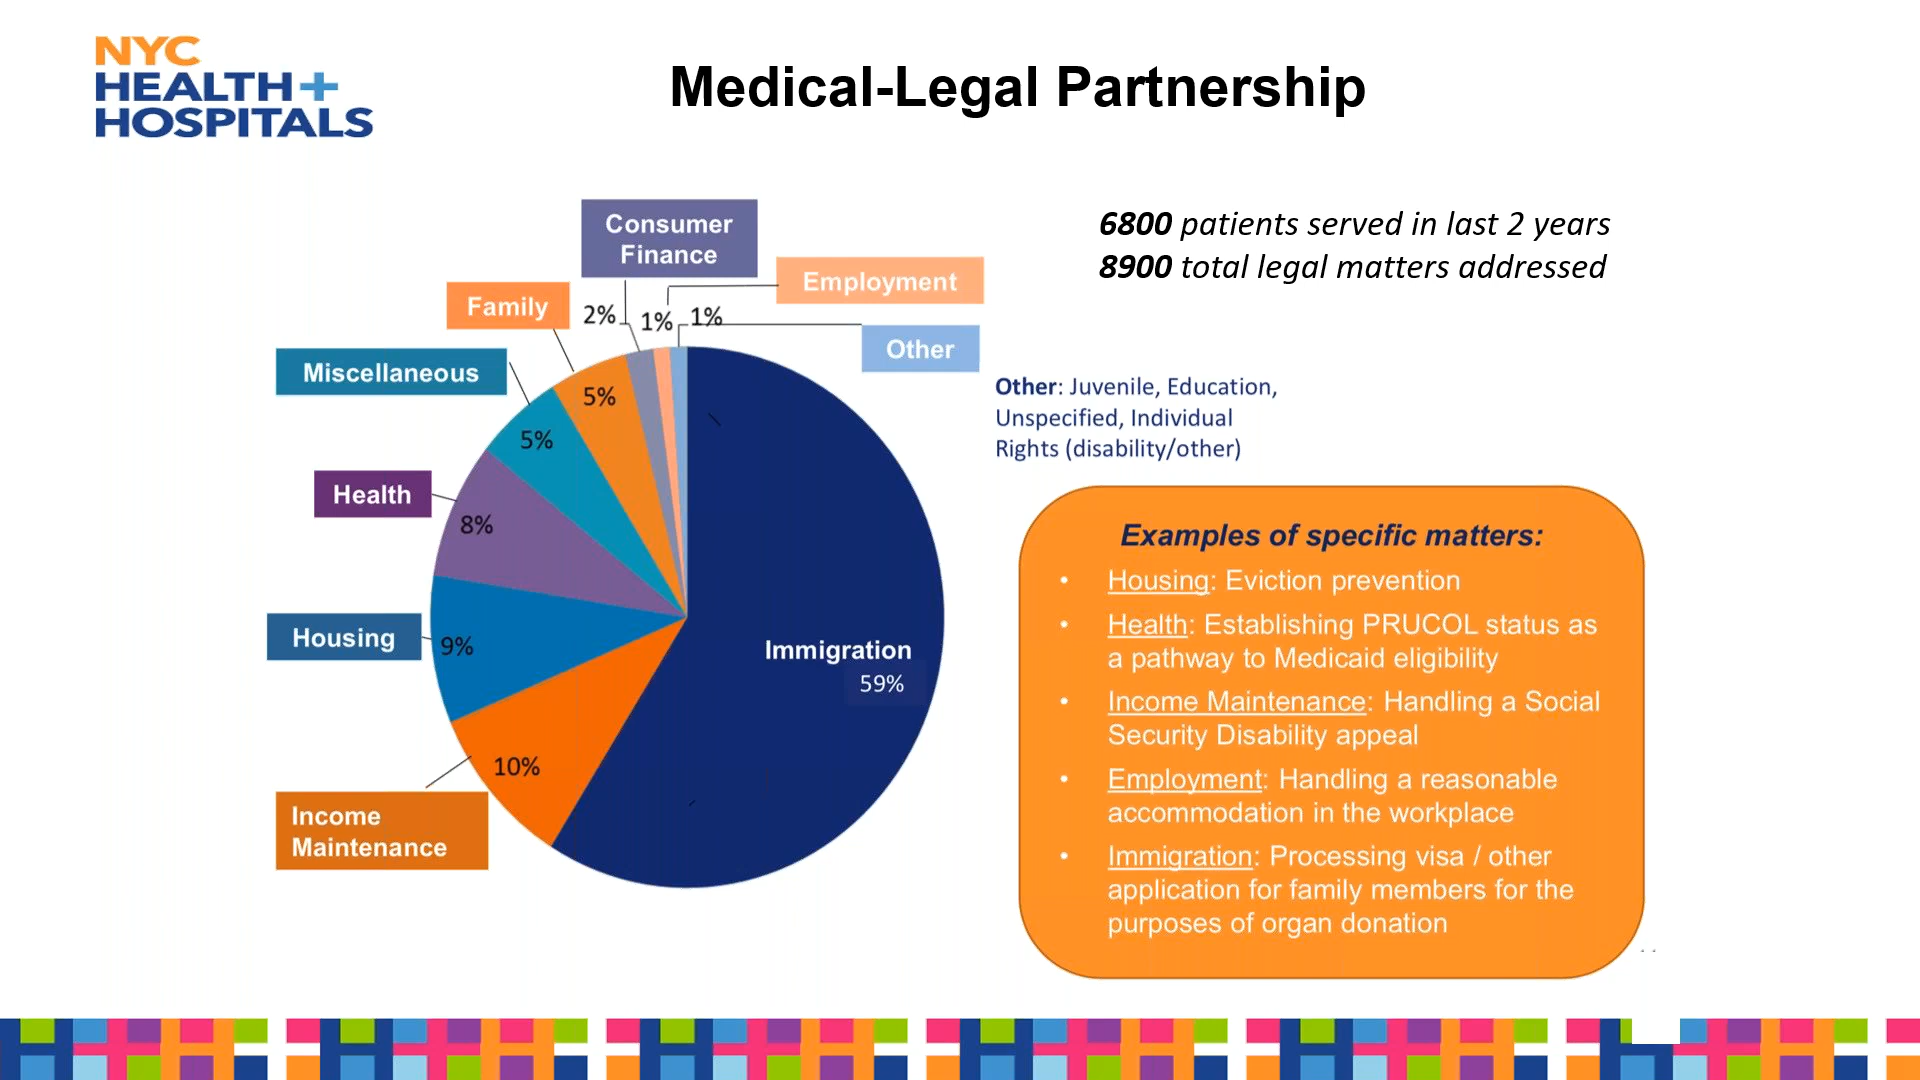 NYC
HEALTH+
HOSPITALS
Medical-Legal Partnership
6800 patients served in last 2 years
8900 total legal matters addressed
Consumer
Finance
Employment
Family
2%
1%
1%
Other
Miscellaneous
5%
5%
Other: Juvenile, Education,
Unspecified, Individual
Rights (disability/other)
Health
8%
Housing
9%
Immigration
59%
10%
Income
Maintenance
Examples of specific matters:
• Housing: Eviction prevention
• Health: Establishing PRUCOL status as
a pathway to Medicaid eligibility
• Income Maintenance: Handling a Social
Security Disability appeal
• Employment: Handling a reasonable
accommodation in the workplace
• Immigration: Processing visa / other
application for family members for the
purposes of organ donation